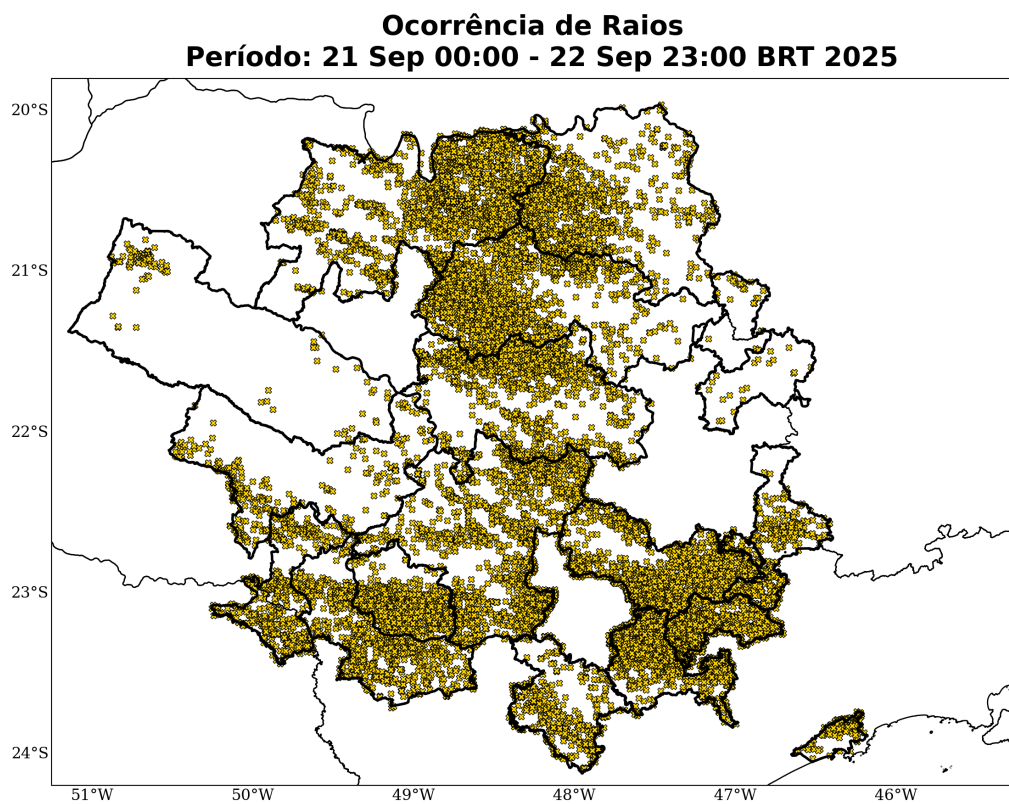 Ocorrência de Raios
Período: 21 Sep 00:00 - 22 Sep 23:00 BRT 2025
20°S
21°S
22°S
23°S
24°S
51°W 50°W 49°W 48°W 47°W 46°W